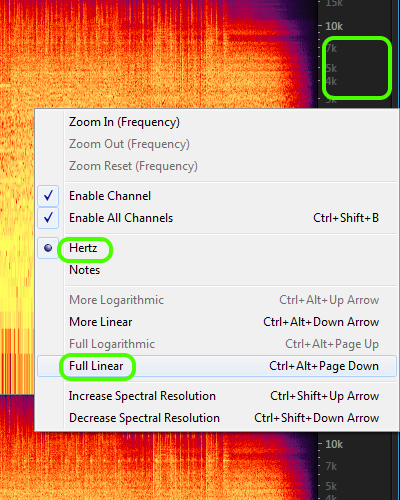 15k
10k
7k
5k
4k
3k
Zoom In (Frequency)
Zoom Out (Frequency)
Zoom Reset (Frequency)
Enable Channel
Enable All Channels Ctrl+Shift+B
Hertz
Notes
More Logarithmic Ctrl+Alt+Up Arrow
More Linear Ctrl+Alt+Down Arrow
Full Logarithmic Ctrl+Alt+Page Up
Full Linear Ctrl+Alt+Page Down
Increase Spectral Resolution Ctrl+Shift+Up Arrow
Decrease Spectral Resolution Ctrl+Shift+Down Arrow
10k
7k
5k
4k